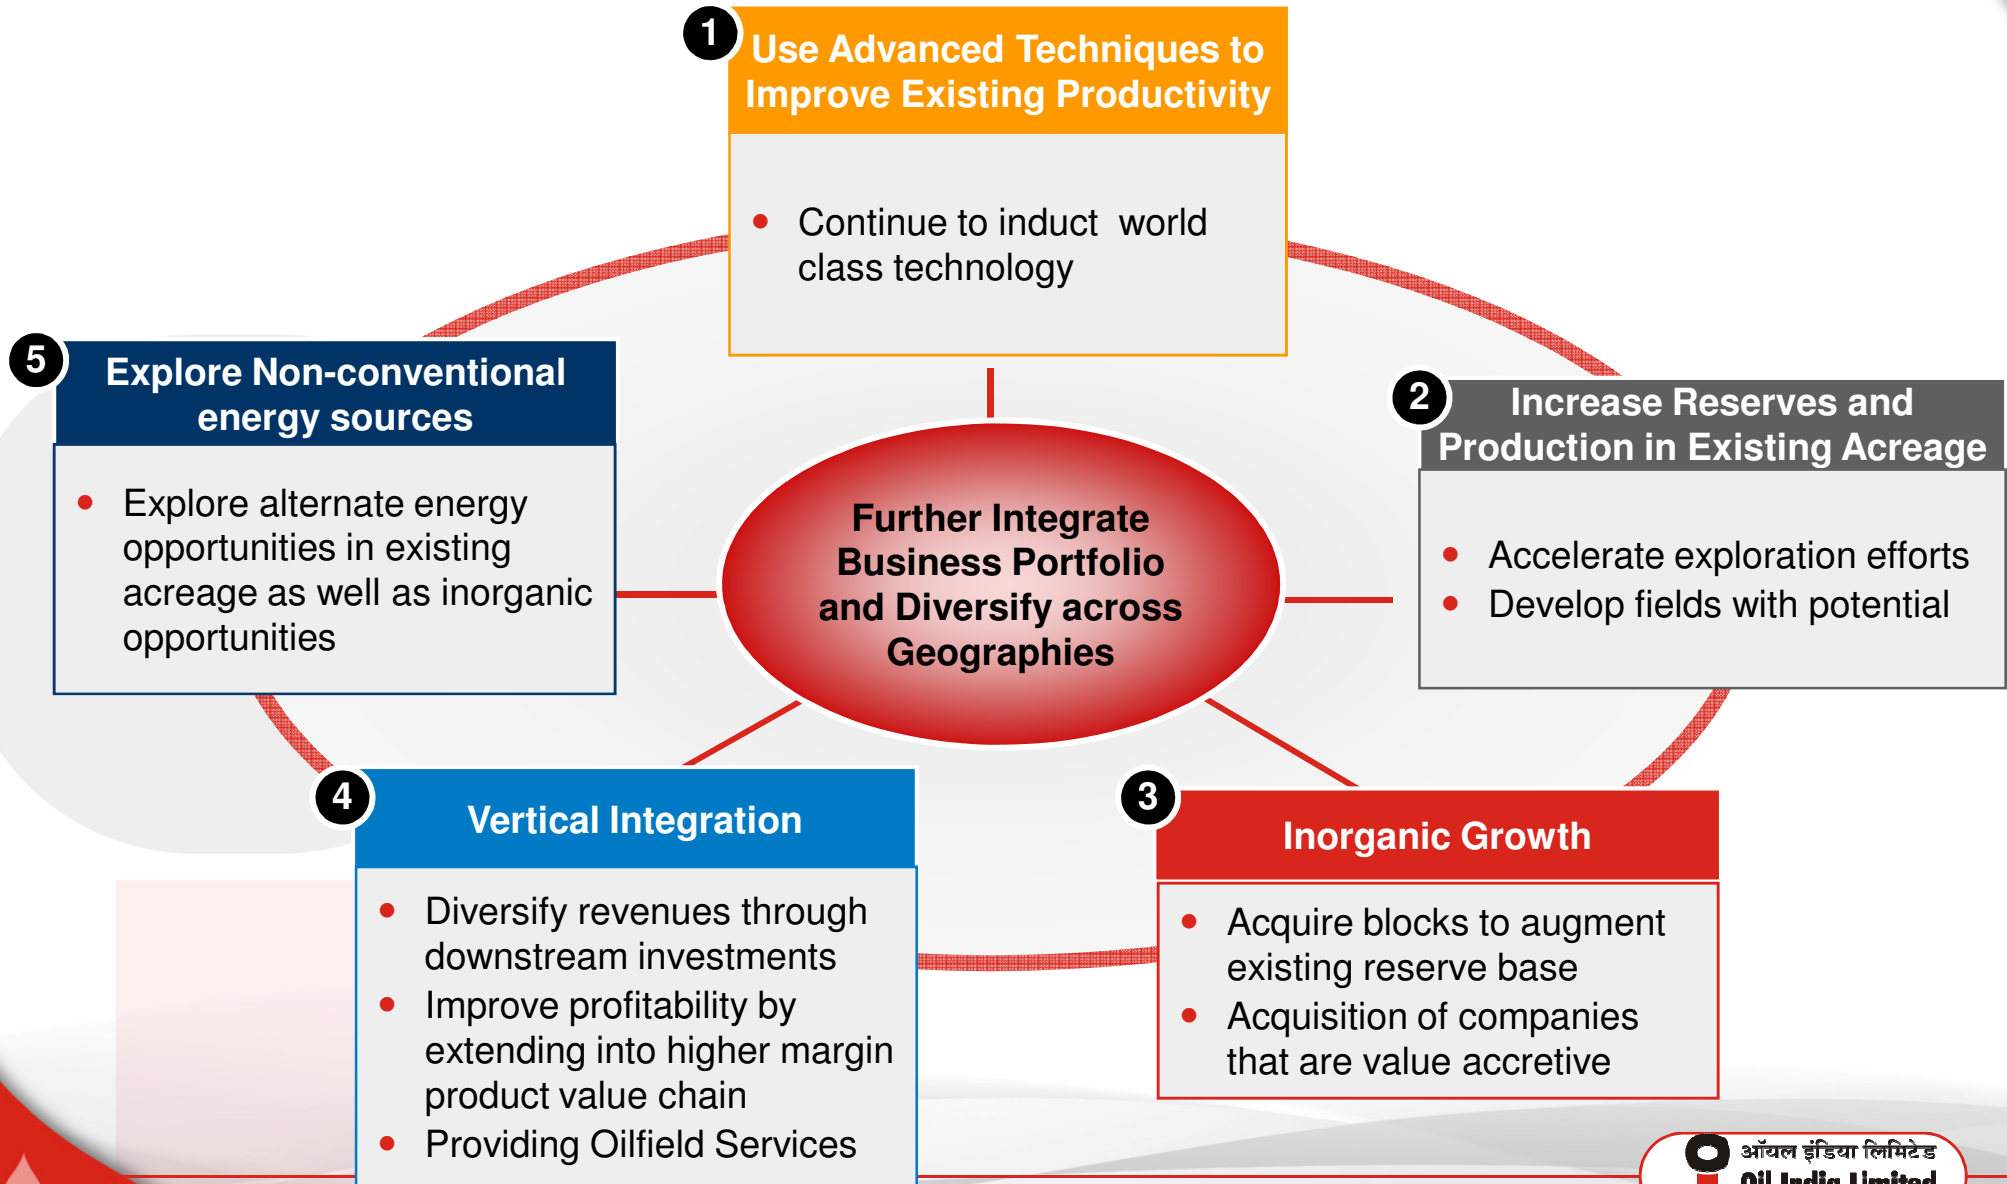 1
Use Advanced Techniques to
Improve Existing Productivity
• Continue to induct world
class technology
2
Increase Reserves and
Production in Existing Acreage
• Accelerate exploration efforts
• Develop fields with potential
5
Explore Non-conventional
energy sources
• Explore alternate energy
opportunities in existing
acreage as well as inorganic
opportunities
Further Integrate
Business Portfolio
and Diversify across
Geographies
4
Vertical Integration
• Diversify revenues through
downstream investments
• Improve profitability by
extending into higher margin
product value chain
• Providing Oilfield Services
3
Inorganic Growth
• Acquire blocks to augment
existing reserve base
• Acquisition of companies
that are value accretive
ऑयल इंडिया लिमिटेड
Oil India Limited